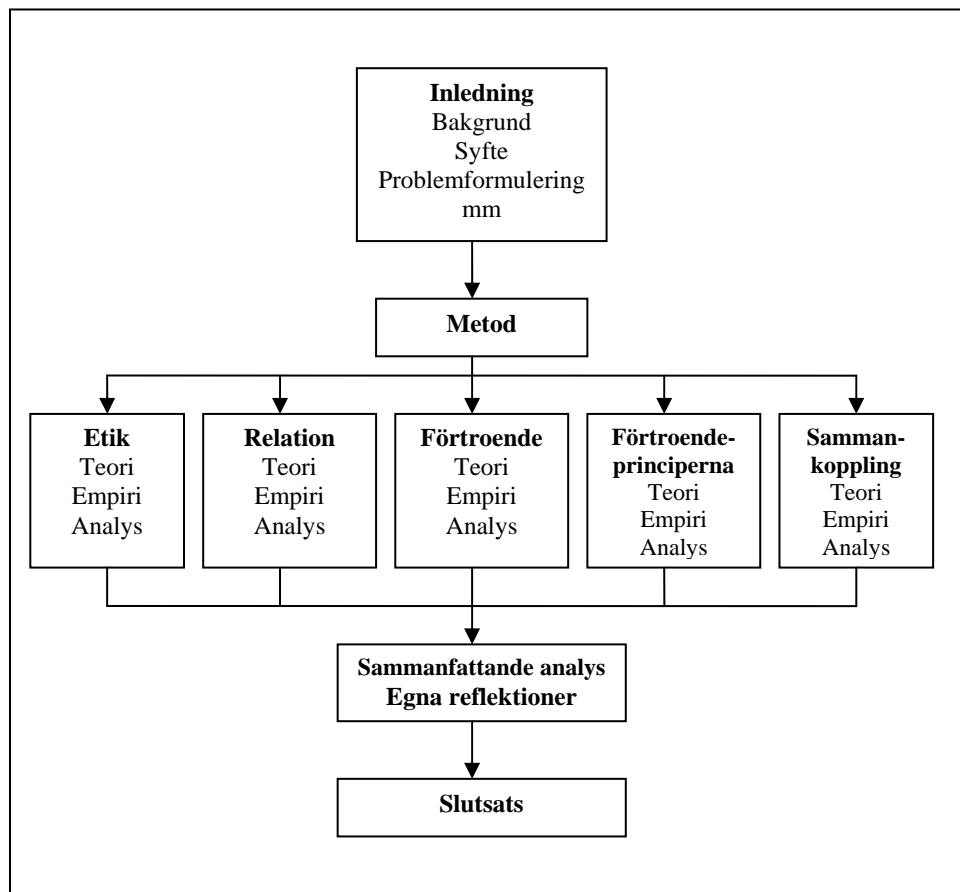 Inledning
Bakgrund
Syfte
Problemformulering
mm
Metod
Etik
Teori
Empiri
Analys
Relation
Teori
Empiri
Analys
Förtroende
Teori
Empiri
Analys
Förtroende-
principerna
Teori
Empiri
Analys
Samman-
koppling
Teori
Empiri
Analys
Sammanfattande analys
Egna reflektioner
Slutsats